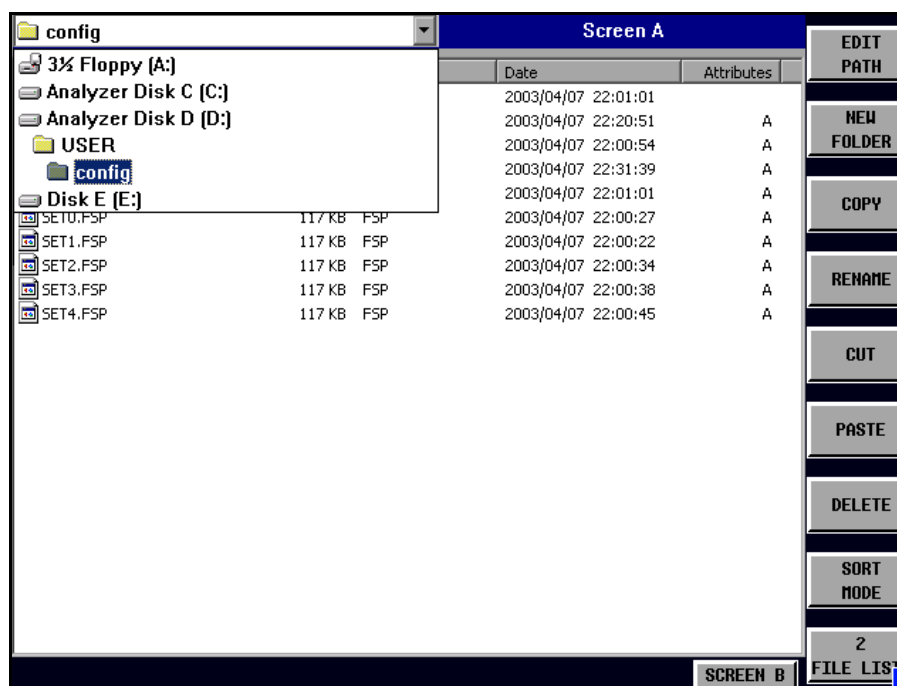 config
Screen A
3½ Floppy (A:)
Analyzer Disk C (C:)
Analyzer Disk D (D:)
USER
config
Disk E (E:)
Date Attributes
2003/04/07 22:01:01
2003/04/07 22:20:51 A
2003/04/07 22:00:54 A
2003/04/07 22:31:39 A
2003/04/07 22:01:01 A
SET0.FSP 117 KB FSP 2003/04/07 22:00:27 A
SET1.FSP 117 KB FSP 2003/04/07 22:00:22 A
SET2.FSP 117 KB FSP 2003/04/07 22:00:34 A
SET3.FSP 117 KB FSP 2003/04/07 22:00:38 A
SET4.FSP 117 KB FSP 2003/04/07 22:00:45 A
EDIT
PATH
NEW
FOLDER
COPY
RENAME
CUT
PASTE
DELETE
SORT
MODE
2
FILE LIST
SCREEN B